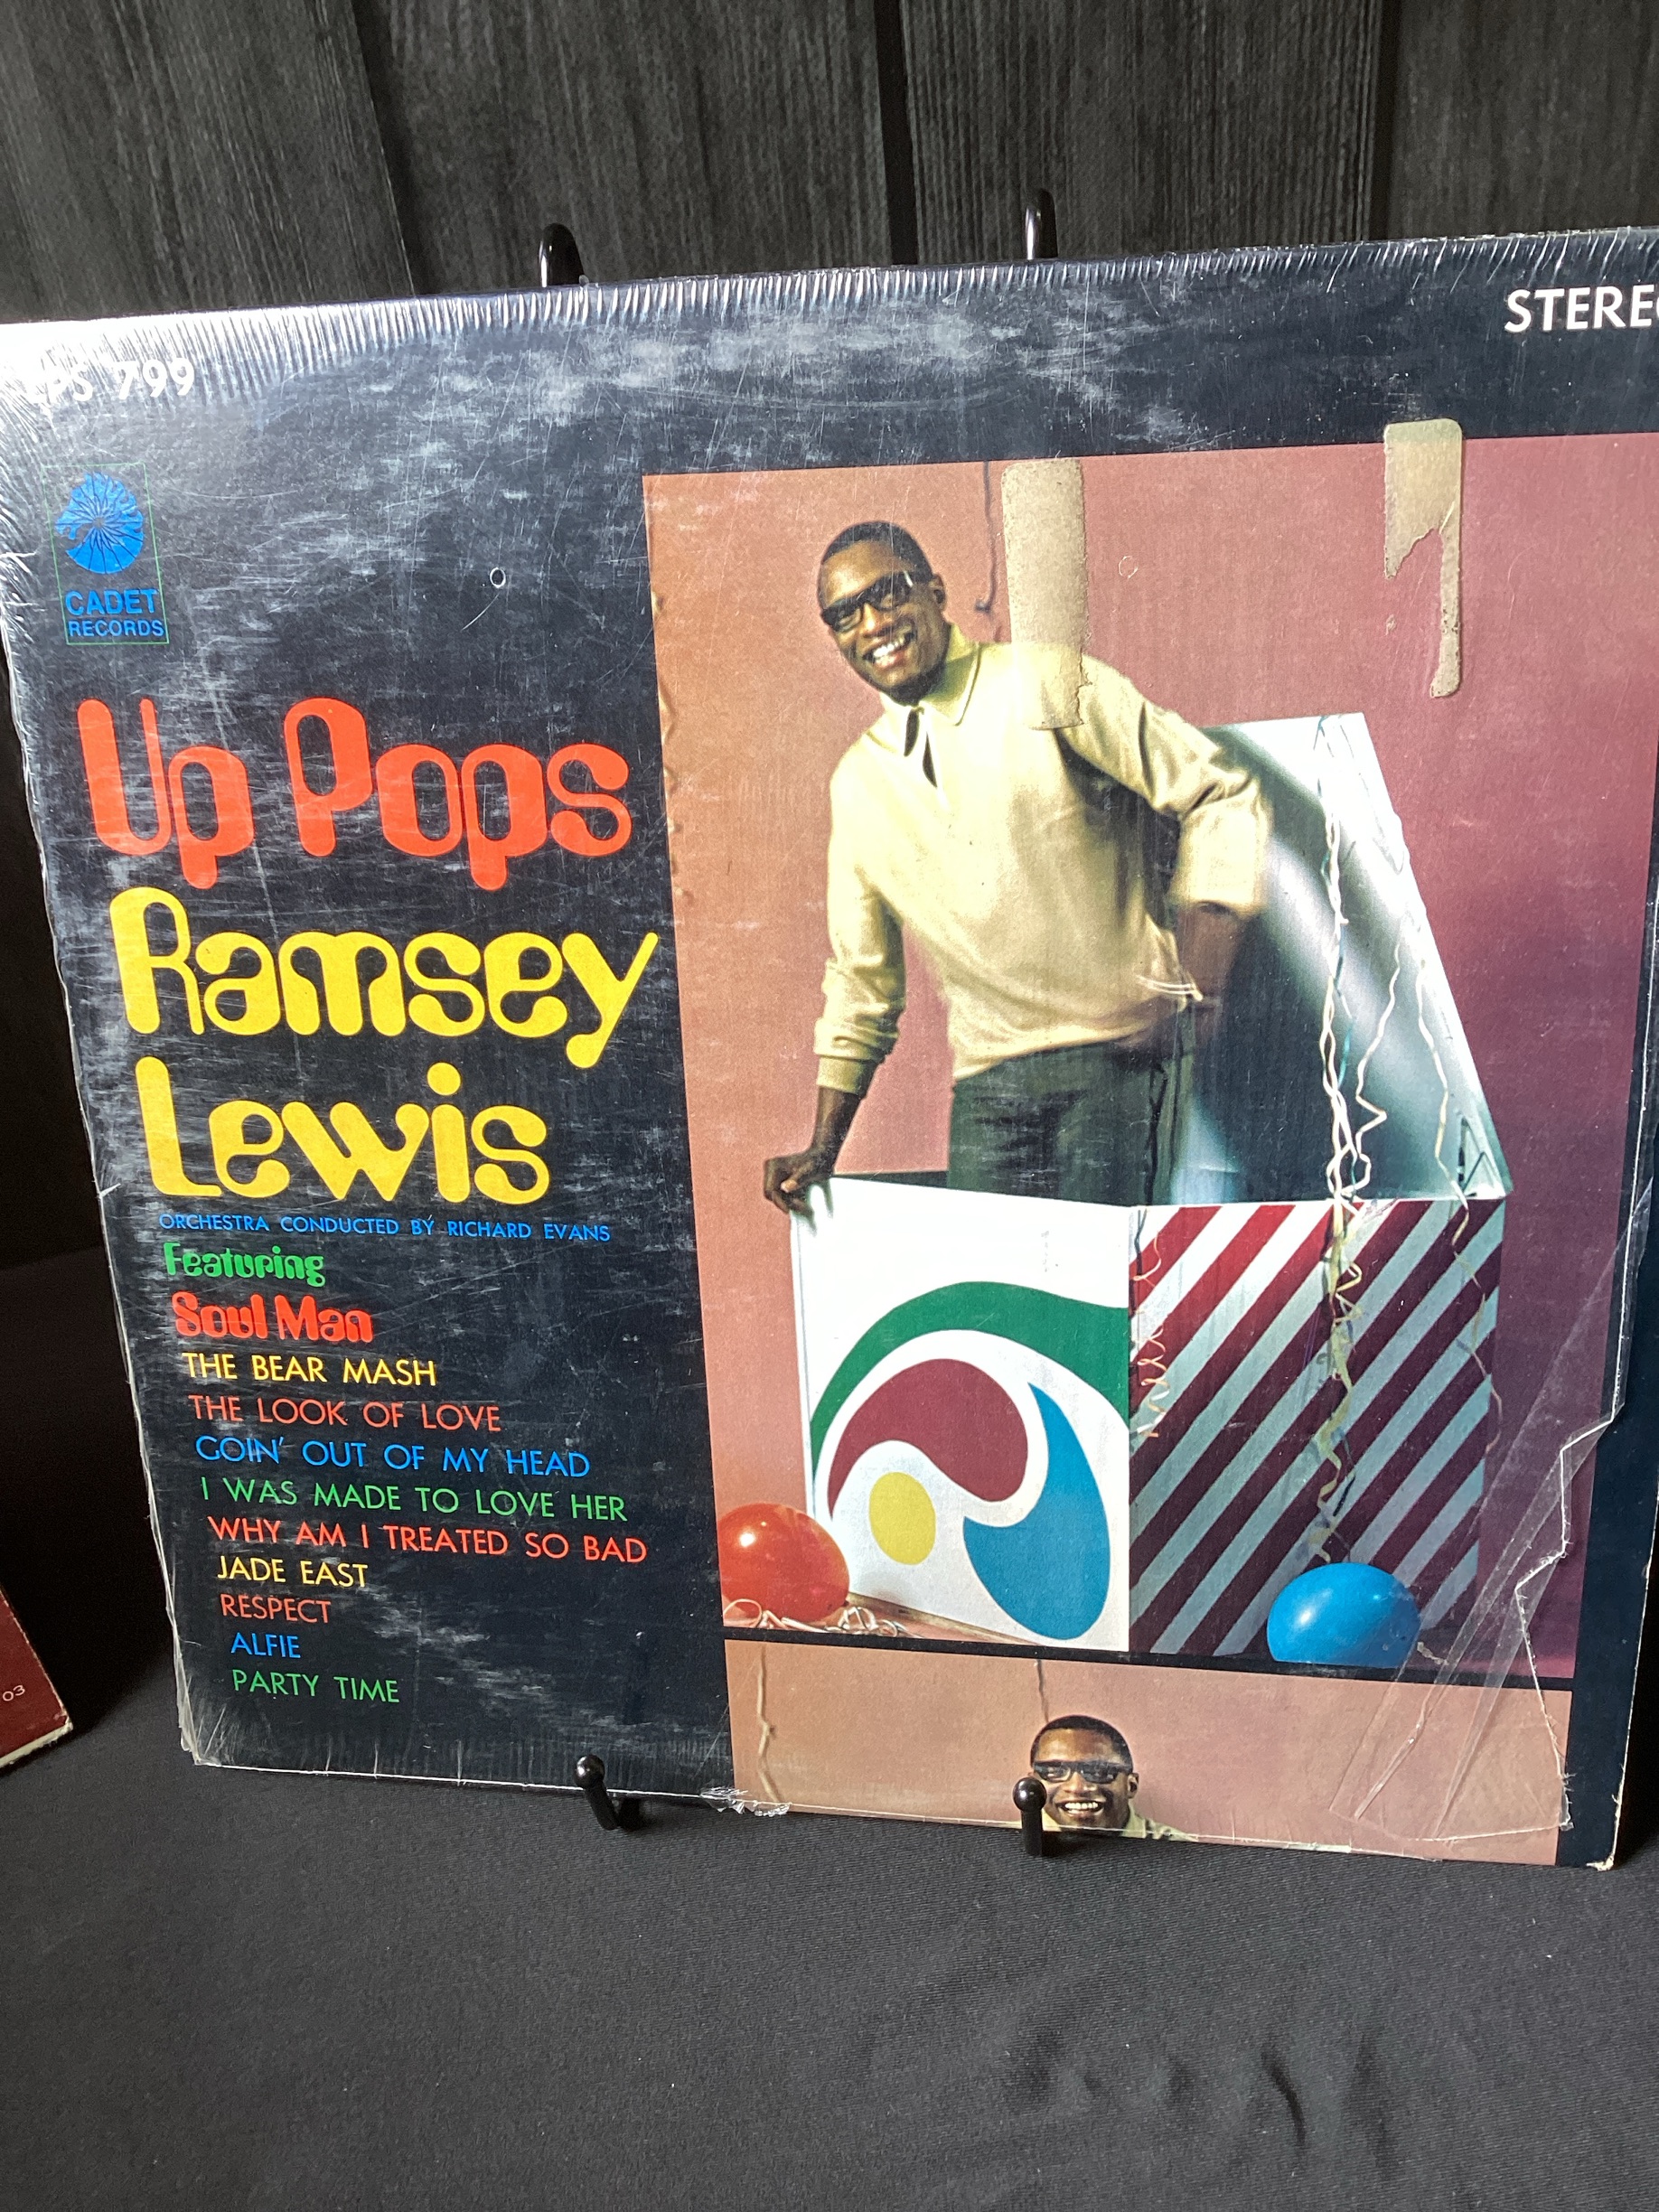 LPS 799
STEREO
CADET
RECORDS
Up Pops
Ramsey
Lewis
ORCHESTRA CONDUCTED BY RICHARD EVANS
Featuring
Soul Man
THE BEAR MASH
THE LOOK OF LOVE
GOIN' OUT OF MY HEAD
I WAS MADE TO LOVE HER
WHY AM I TREATED SO BAD
JADE EAST
RESPECT
ALFIE
PARTY TIME
03